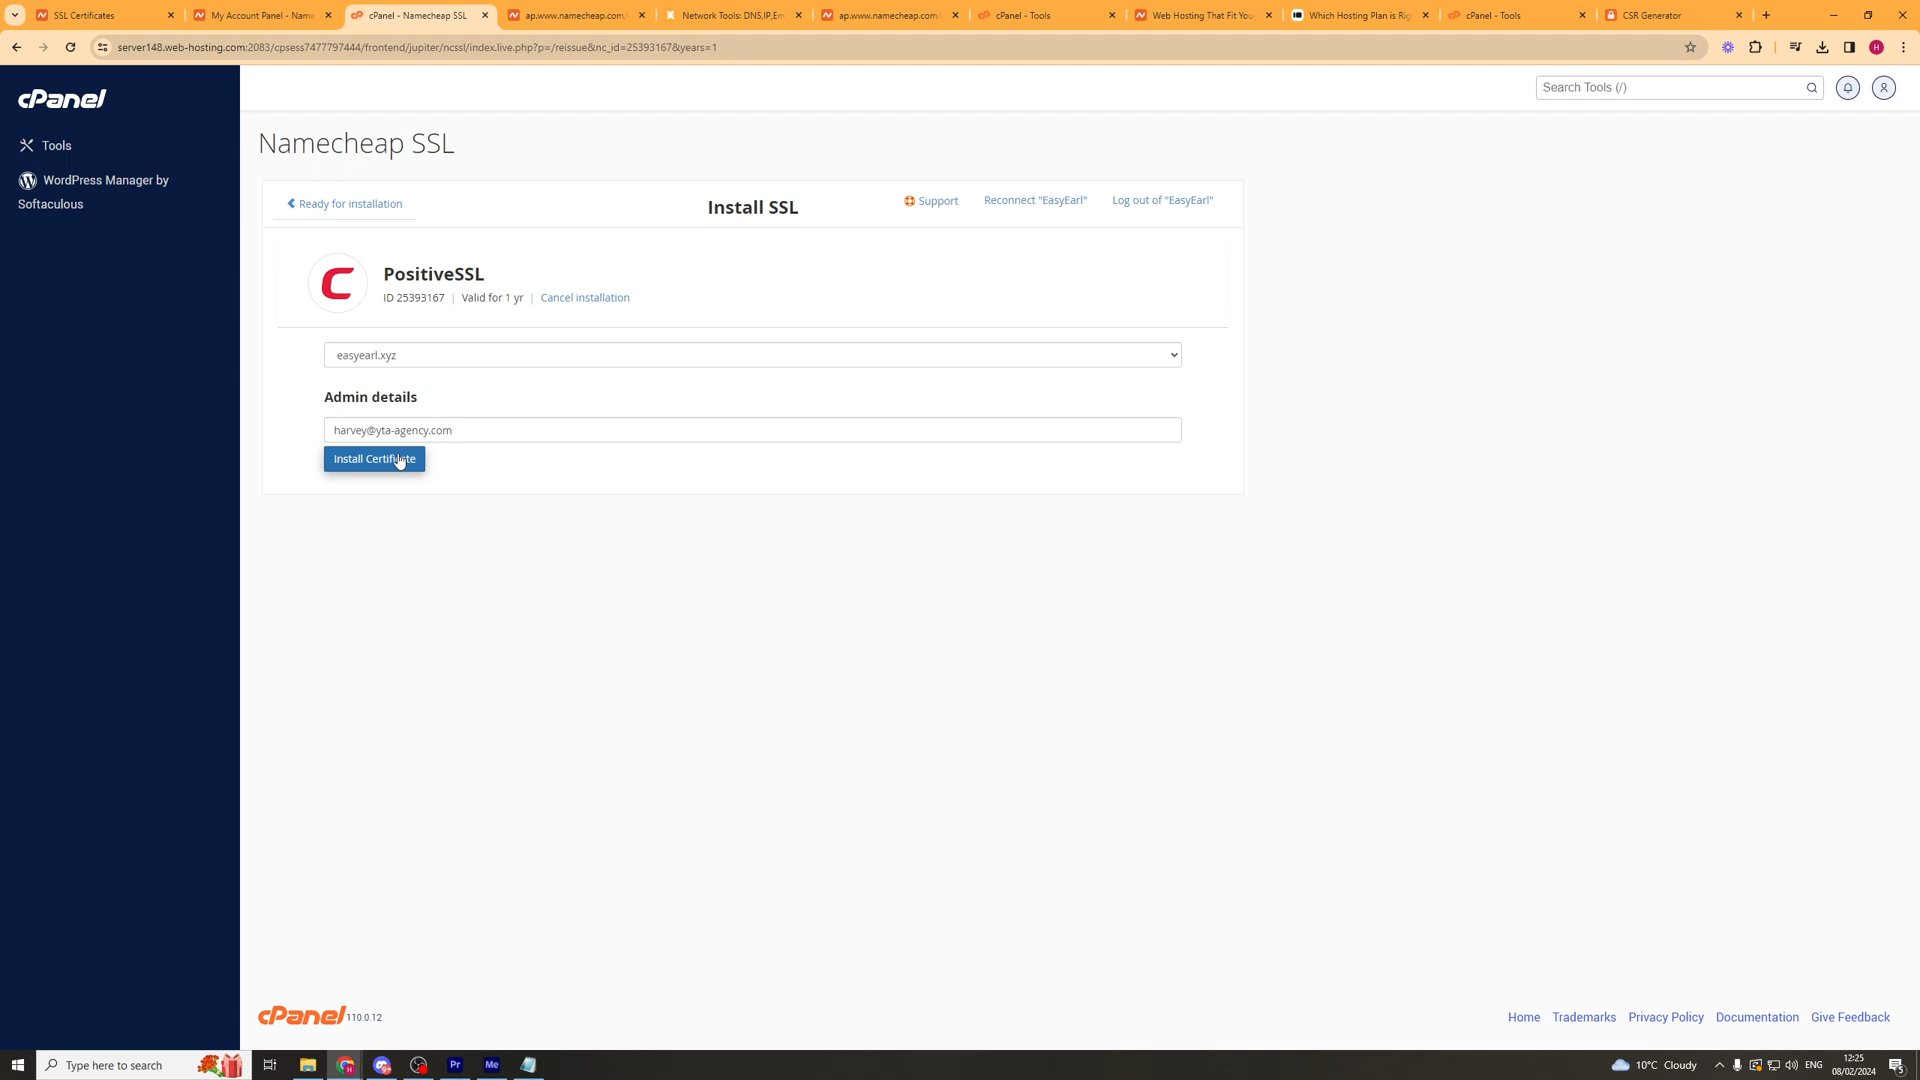 SSL Certificates
My Account Panel - Name
cPanel - Namecheap SSL
ap.www.namecheap.com/
Network Tools: DNS,IP,Em
ap.www.namecheap.com/
cPanel - Tools
Web Hosting That Fit You
Which Hosting Plan is Rig
cPanel - Tools
CSR Generator
server148.web-hosting.com:2083/cpsess7477797444/frontend/jupiter/ncssl/index.live.php?p=/reissue&nc_id=25393167&years=1
H
cPanel
Search Tools (/)
Tools
WordPress Manager by
Softaculous
Namecheap SSL
Ready for installation
Install SSL
Support
Reconnect "EasyEarl"
Log out of "EasyEarl"
C
PositiveSSL
ID 25393167 | Valid for 1 yr | Cancel installation
easyearl.xyz
Admin details
harvey@yta-agency.com
Install Certificate
cPanel 110.0.12
Home
Trademarks
Privacy Policy
Documentation
Give Feedback
Type here to search
Pr
Me
10°C Cloudy
ENG
12:25
08/02/2024
5